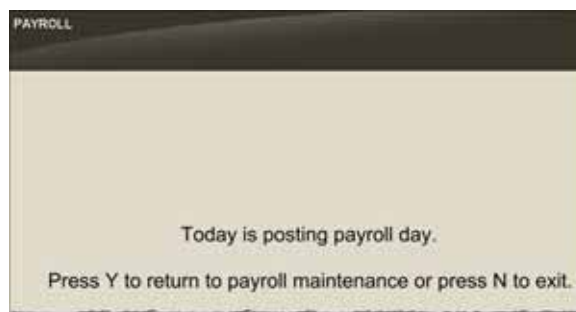 PAYROLL
Today is posting payroll day.
Press Y to return to payroll maintenance or press N to exit.